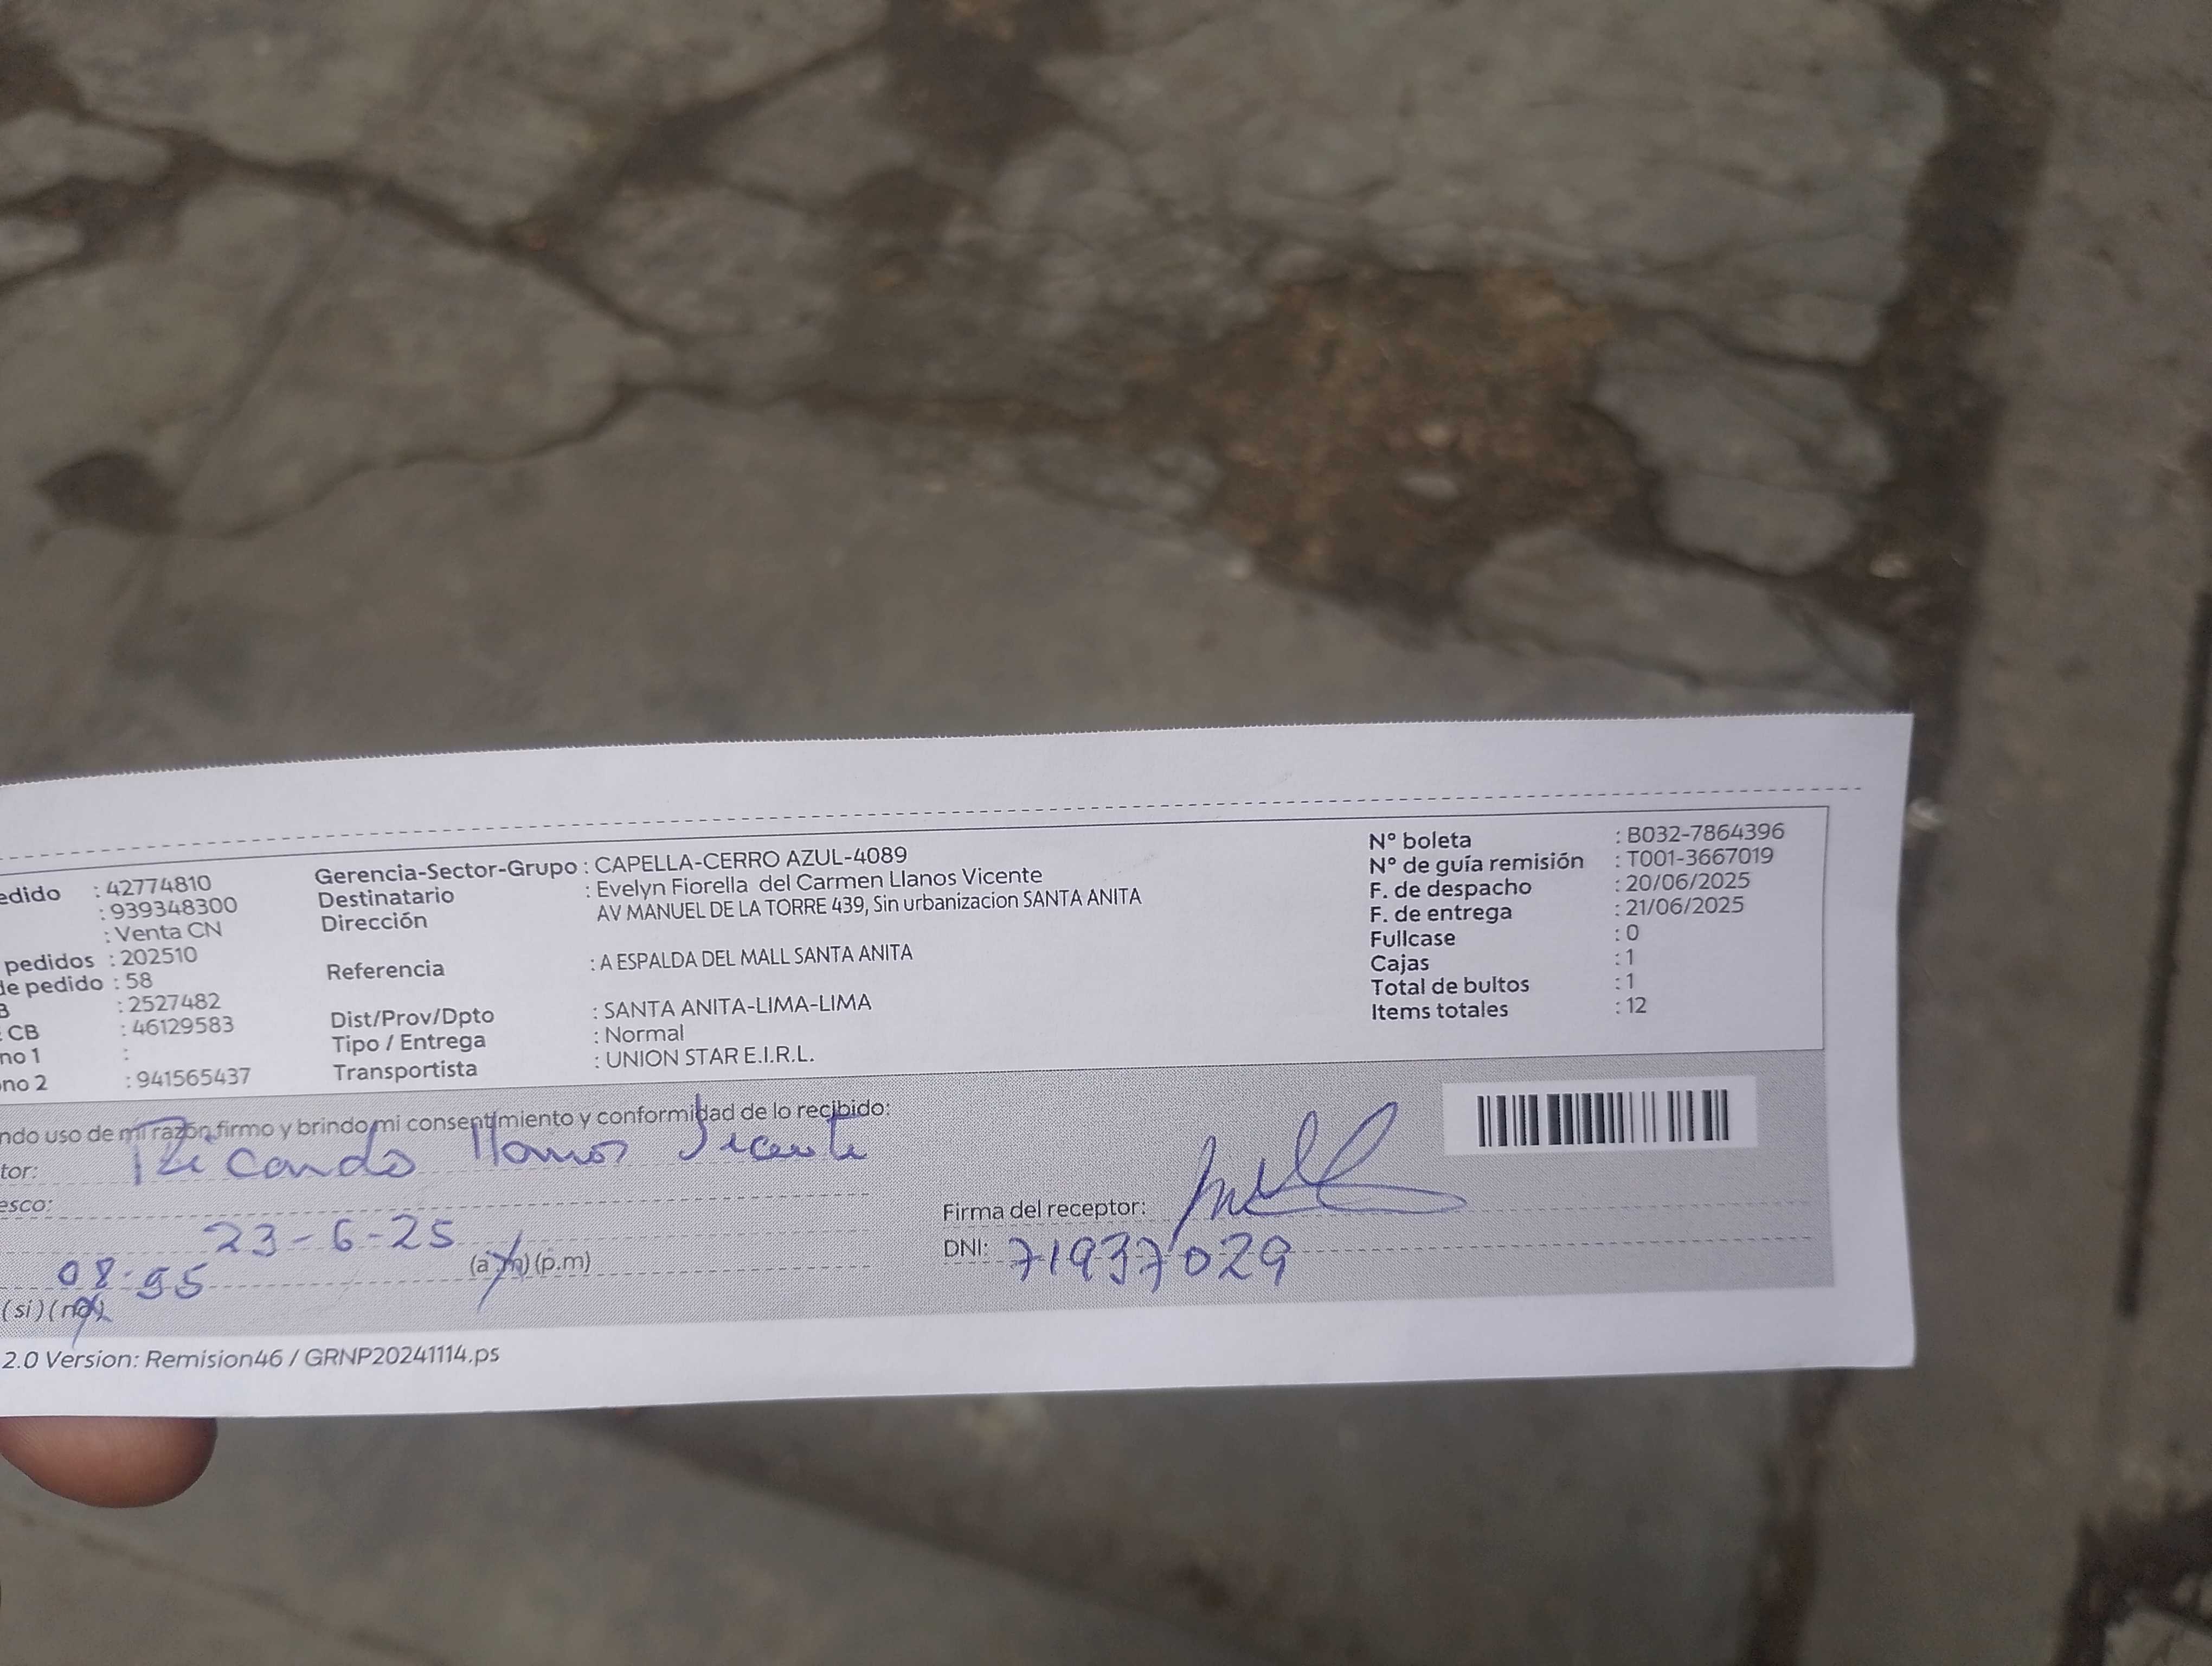 edido : 42774810
: 939348300
: Venta CN
pedidos : 202510
de pedido : 58
: 2527482
CB : 46129583
no 1 :
no 2 : 941565437
Gerencia-Sector-Grupo : CAPELLA-CERRO AZUL-4089
Destinatario : Evelyn Fiorella del Carmen Llanos Vicente
Dirección AV MANUEL DE LA TORRE 439, Sin urbanizacion SANTA ANITA
Referencia : A ESPALDA DEL MALL SANTA ANITA
Dist/Prov/Dpto : SANTA ANITA-LIMA-LIMA
Tipo / Entrega : Normal
Transportista : UNION STAR E.I.R.L.
N° boleta : B032-7864396
N° de guía remisión : T001-3667019
F. de despacho : 20/06/2025
F. de entrega : 21/06/2025
Fullcase : 0
Cajas : 1
Total de bultos : 1
Items totales : 12
ndo uso de mi razón firmo y brindo mi consentimiento y conformidad de lo recibido:
tor: Ricardo llanos Vicente
esco:
23-6-25
08:55 (a.m) (p.m)
(si) (no)
Firma del receptor:
DNI: 71937029
2.0 Version: Remision46 / GRNP20241114.ps